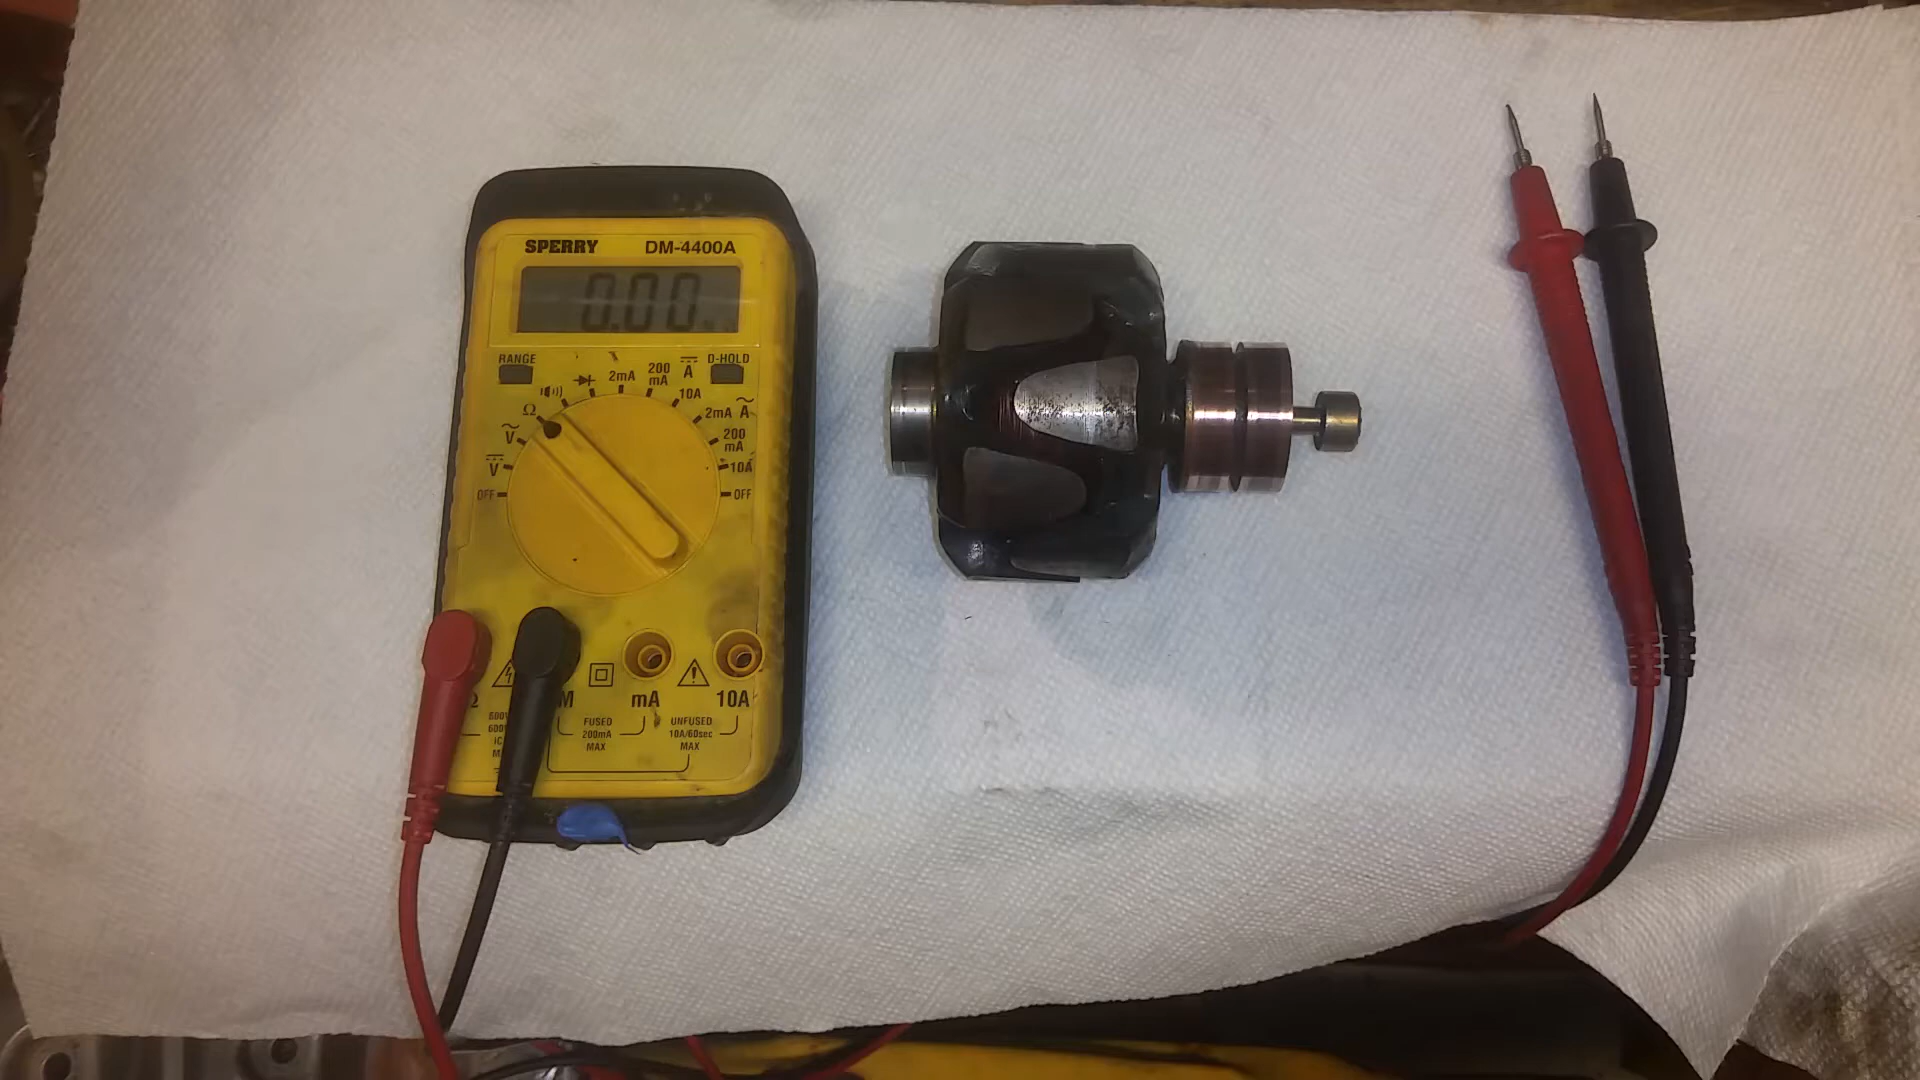 SPERRY DM-4400A
0.00
RANGE
D-HOLD
2mA
200
mA
A
10A
2mA A
200
mA
10A
Ω
V
V
OFF
OFF
mA
10A
FUSED
200mA
MAX
UNFUSED
10A/60sec
MAX